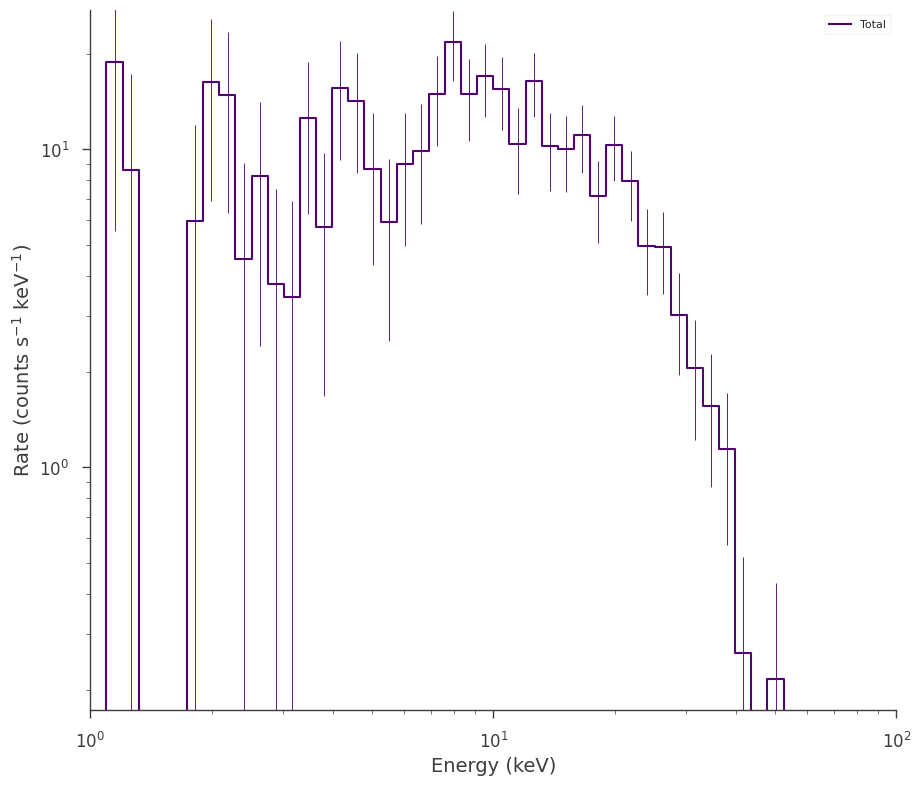 Total
10¹
10⁰
Rate (counts s⁻¹ keV⁻¹)
10⁰
10¹
10²
Energy (keV)